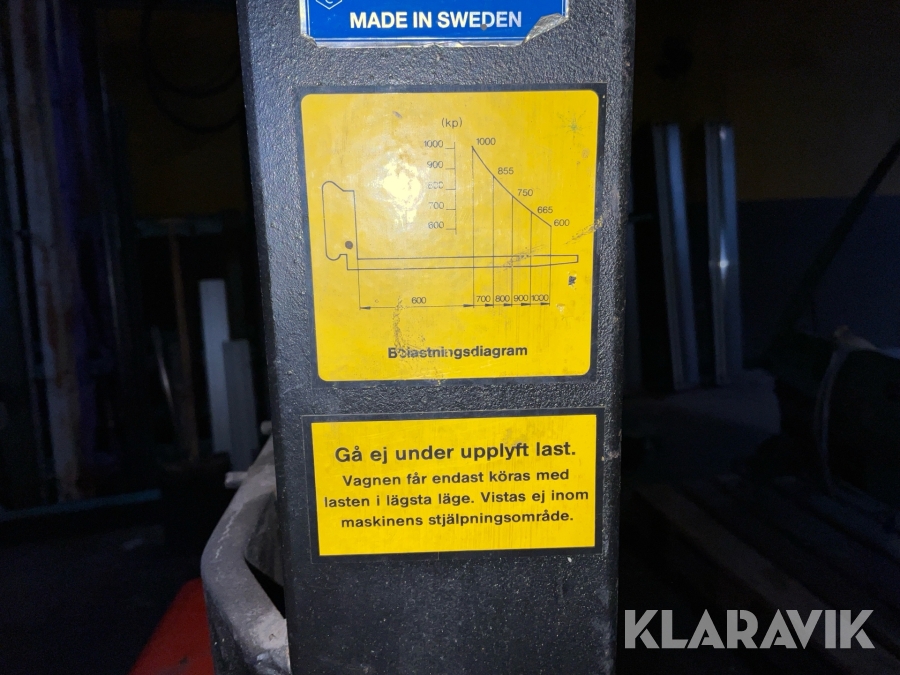 MADE IN SWEDEN
(kp)
1000 1000
900 855
800 750
700 665
600 600
600 700 800 900 1000
Belastningsdiagram
Gå ej under upplyft last.
Vagnen får endast köras med
lasten i lägsta läge. Vistas ej inom
maskinens stjälpningsområde.
KLARAVIK